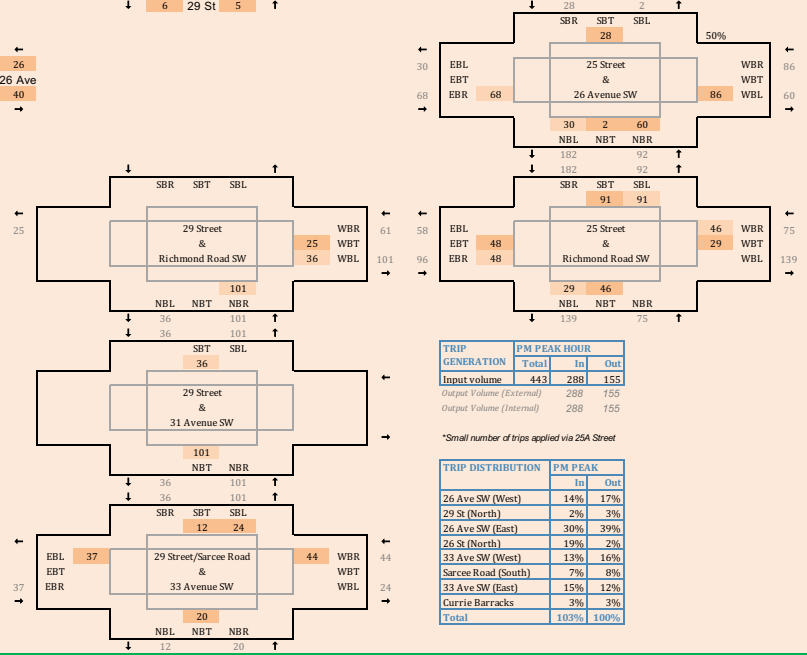 ↓ 6 29 St 5 ↑
←
26
26 Ave
40
→
↓ 28 2 ↑
SBR SBT SBL
28 50%
← ←
30 EBL 25 Street WBR 86
EBT & WBT
68 EBR 68 26 Avenue SW 86 WBL 60
→ →
30 2 60
NBL NBT NBR
↓ 182 92 ↑
182 92
SBR SBT SBL
91 91
← ←
58 EBL 25 Street 46 WBR 75
EBT 48 & 29 WBT
96 EBR 48 Richmond Road SW WBL 139
→ →
29 46
NBL NBT NBR
↓ 139 75 ↑
↓ ↑
SBR SBT SBL
← ←
25 29 Street WBR 61
& 25 WBT
Richmond Road SW 36 WBL 101
→
101
NBL NBT NBR
↓ 36 101 ↑
↓ 36 101 ↑
SBT SBL
36
←
29 Street
&
31 Avenue SW
→
101
NBT NBR
↓ 36 101 ↑
↓ 36 101 ↑
SBR SBT SBL
12 24
← ←
EBL 37 29 Street/Sarcee Road 44 WBR 44
EBT & WBT
37 EBR 33 Avenue SW WBL 24
→ →
20
NBL NBT NBR
↓ 12 20 ↑
TRIP GENERATION PM PEAK HOUR
Total In Out
Input volume 443 288 155
Output Volume (External) 288 155
Output Volume (Internal) 288 155
*Small number of trips applied via 25A Street
TRIP DISTRIBUTION PM PEAK
In Out
26 Ave SW (West) 14% 17%
29 St (North) 2% 3%
26 Ave SW (East) 30% 39%
26 St (North) 19% 2%
33 Ave SW (West) 13% 16%
Sarcee Road (South) 7% 8%
33 Ave SW (East) 15% 12%
Currie Barracks 3% 3%
Total 103% 100%